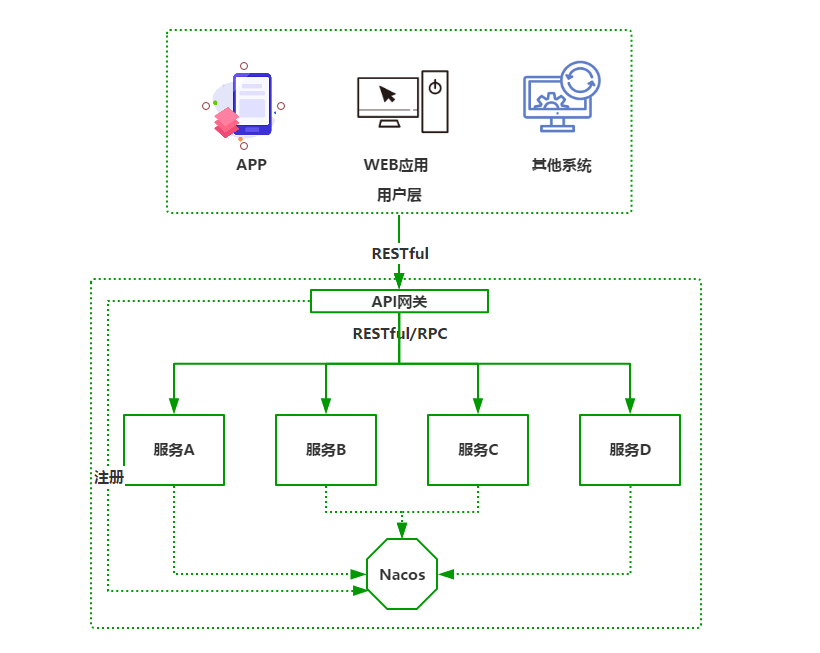 APP
WEB应用
其他系统
用户层
RESTful
API网关
RESTful/RPC
服务A
服务B
服务C
服务D
注册
Nacos